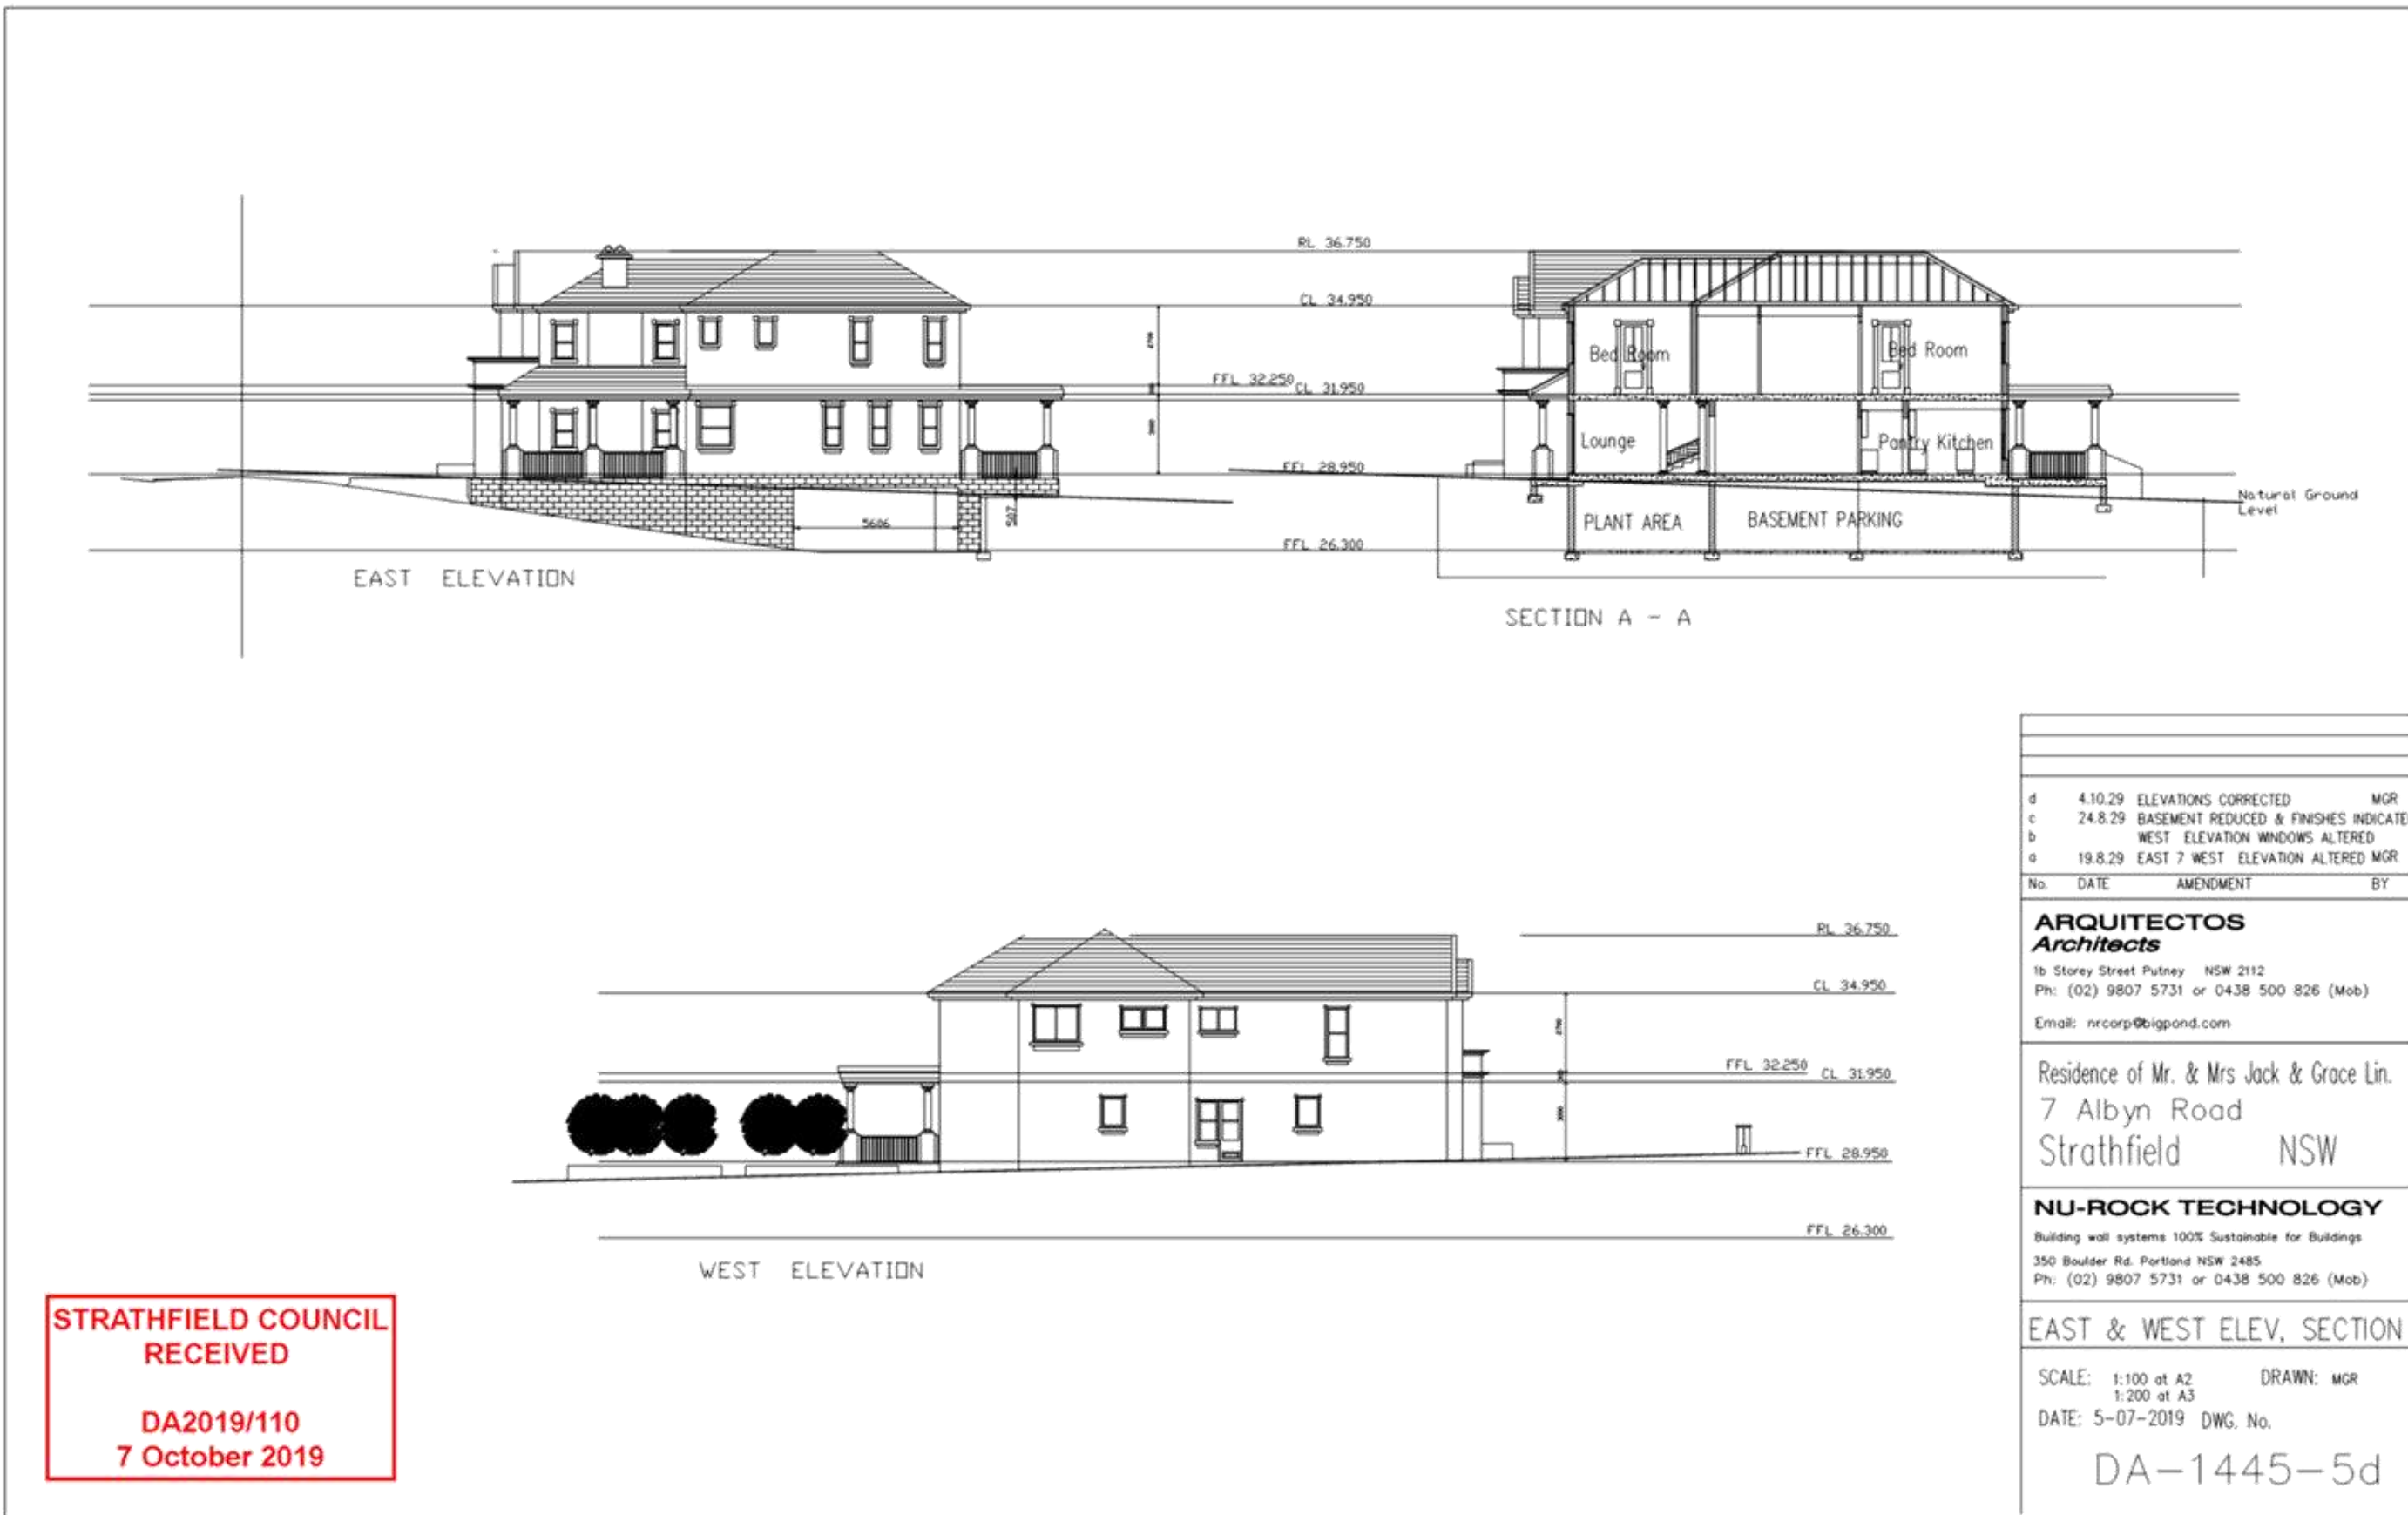 RL 36.750
CL 34.950
FFL 32.250
CL 31.950
FFL 28.950
FFL 26.300
2700
300
3000
5606
507
EAST ELEVATION
Bed Room
Bed Room
Lounge
Pantry Kitchen
PLANT AREA
BASEMENT PARKING
Natural Ground
Level
SECTION A - A
RL 36.750
CL 34.950
FFL 32.250
CL 31.950
FFL 28.950
FFL 26.300
2700
300
3000
WEST ELEVATION
STRATHFIELD COUNCIL
RECEIVED
DA2019/110
7 October 2019
d 4.10.29 ELEVATIONS CORRECTED MGR
c 24.8.29 BASEMENT REDUCED & FINISHES INDICATE
b WEST ELEVATION WINDOWS ALTERED
a 19.8.29 EAST 7 WEST ELEVATION ALTERED MGR
No. DATE AMENDMENT BY
ARQUITECTOS
Architects
1b Storey Street Putney NSW 2112
Ph: (02) 9807 5731 or 0438 500 826 (Mob)
Email: nrcorp@bigpond.com
Residence of Mr. & Mrs Jack & Grace Lin.
7 Albyn Road
Strathfield NSW
NU-ROCK TECHNOLOGY
Building wall systems 100% Sustainable for Buildings
350 Boulder Rd. Portland NSW 2485
Ph: (02) 9807 5731 or 0438 500 826 (Mob)
EAST & WEST ELEV, SECTION
SCALE: 1:100 at A2 DRAWN: MGR
1:200 at A3
DATE: 5-07-2019 DWG. No.
DA-1445-5d